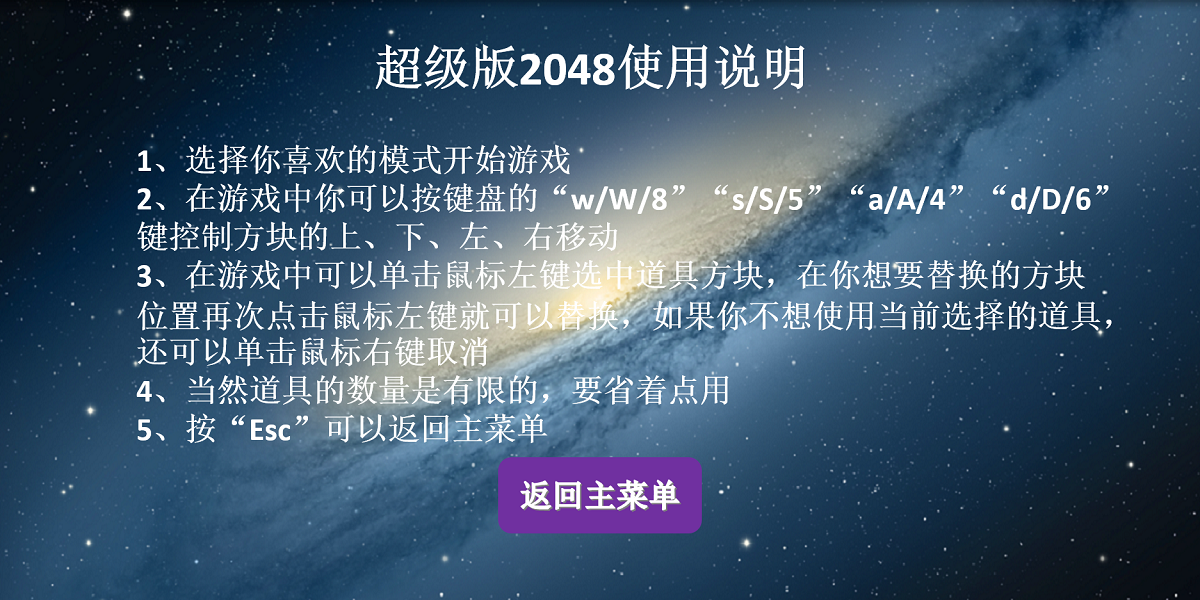 超级版2048使用说明
1、选择你喜欢的模式开始游戏
2、在游戏中你可以按键盘的“w/W/8”“s/S/5”“a/A/4”“d/D/6”
键控制方块的上、下、左、右移动
3、在游戏中可以单击鼠标左键选中道具方块，在你想要替换的方块
位置再次点击鼠标左键就可以替换，如果你不想使用当前选择的道具，
还可以单击鼠标右键取消
4、当然道具的数量是有限的，要省着点用
5、按“Esc”可以返回主菜单
返回主菜单